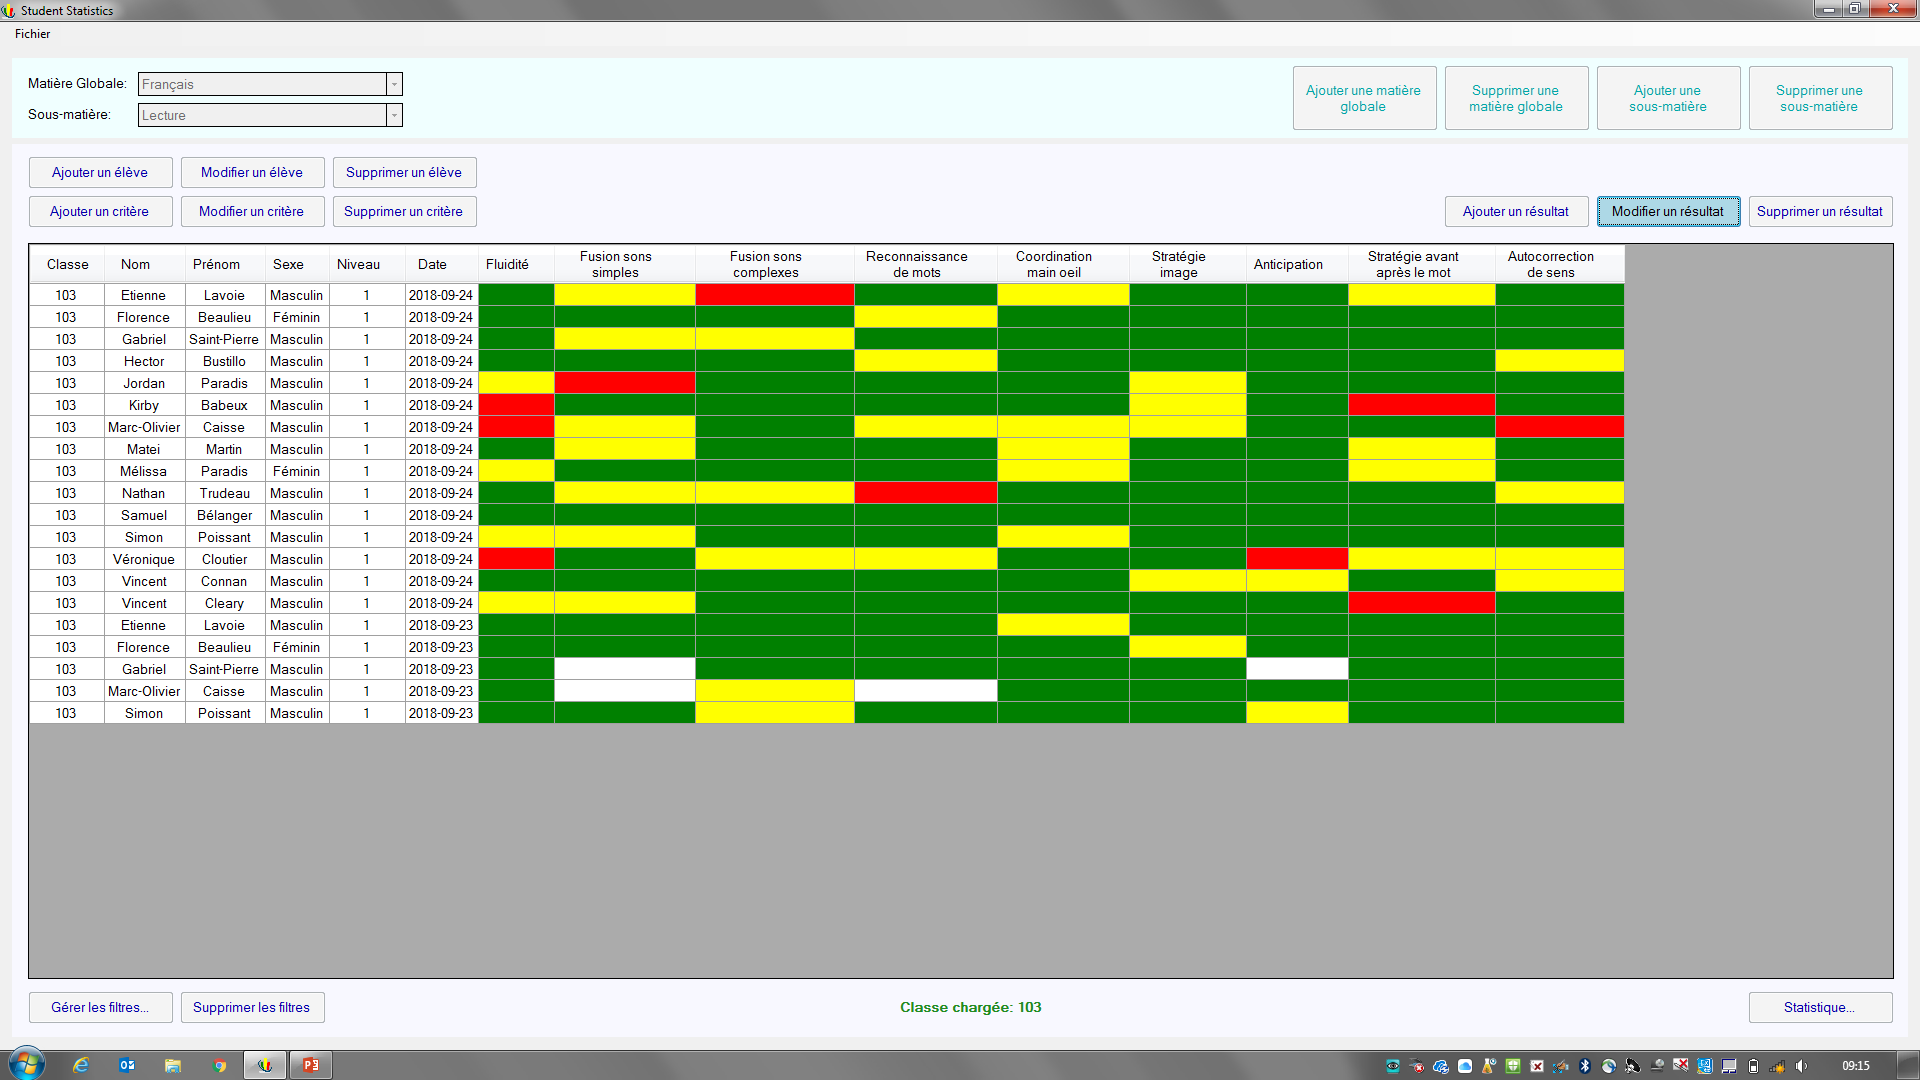 Student Statistics
Fichier
Matière Globale: Français
Sous-matière: Lecture
Ajouter une matière globale
Supprimer une matière globale
Ajouter une sous-matière
Supprimer une sous-matière
Ajouter un élève Modifier un élève Supprimer un élève
Ajouter un critère Modifier un critère Supprimer un critère
Ajouter un résultat Modifier un résultat Supprimer un résultat
Classe Nom Prénom Sexe Niveau Date Fluidité Fusion sons simples Fusion sons complexes Reconnaissance de mots Coordination main oeil Stratégie image Anticipation Stratégie avant après le mot Autocorrection de sens
103 Etienne Lavoie Masculin 1 2018-09-24
103 Florence Beaulieu Féminin 1 2018-09-24
103 Gabriel Saint-Pierre Masculin 1 2018-09-24
103 Hector Bustillo Masculin 1 2018-09-24
103 Jordan Paradis Masculin 1 2018-09-24
103 Kirby Babeux Masculin 1 2018-09-24
103 Marc-Olivier Caisse Masculin 1 2018-09-24
103 Matei Martin Masculin 1 2018-09-24
103 Mélissa Paradis Féminin 1 2018-09-24
103 Nathan Trudeau Masculin 1 2018-09-24
103 Samuel Bélanger Masculin 1 2018-09-24
103 Simon Poissant Masculin 1 2018-09-24
103 Véronique Cloutier Masculin 1 2018-09-24
103 Vincent Connan Masculin 1 2018-09-24
103 Vincent Cleary Masculin 1 2018-09-24
103 Etienne Lavoie Masculin 1 2018-09-23
103 Florence Beaulieu Féminin 1 2018-09-23
103 Gabriel Saint-Pierre Masculin 1 2018-09-23
103 Marc-Olivier Caisse Masculin 1 2018-09-23
103 Simon Poissant Masculin 1 2018-09-23
Gérer les filtres... Supprimer les filtres
Classe chargée: 103
Statistique...
09:15